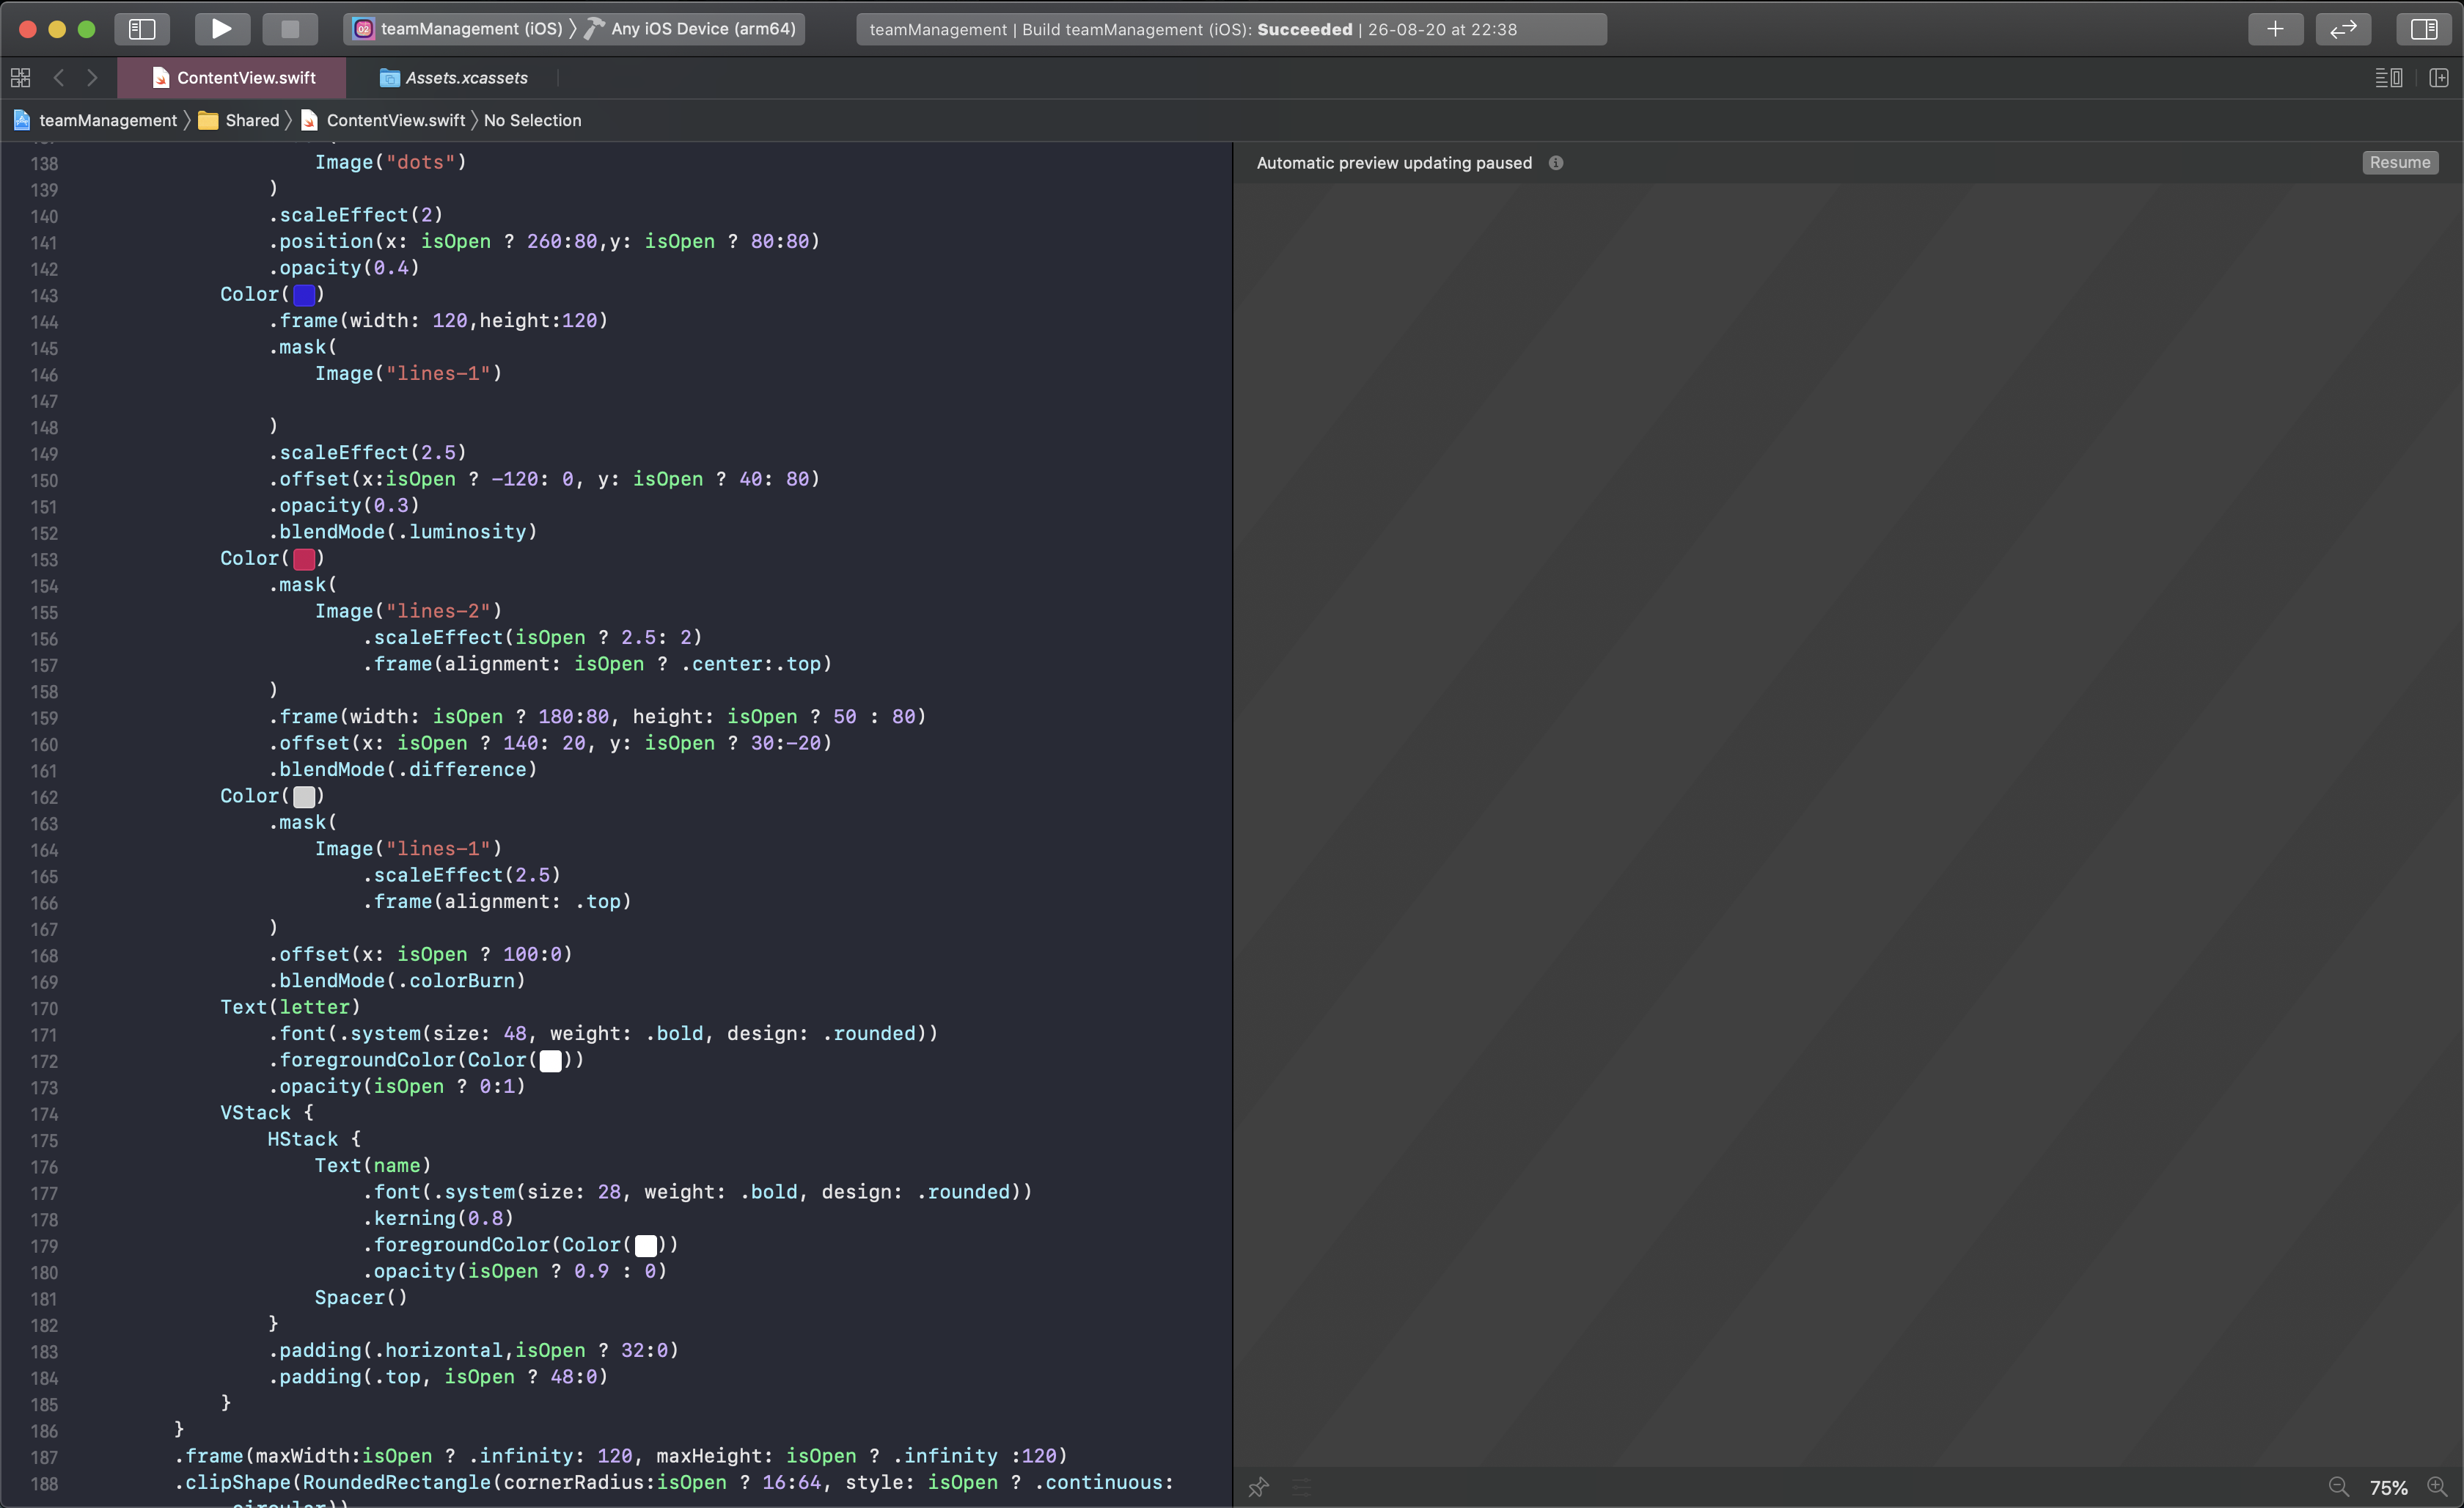 teamManagement (iOS) 〉 Any iOS Device (arm64)
teamManagement | Build teamManagement (iOS): Succeeded | 26-08-20 at 22:38
ContentView.swift
Assets.xcassets
teamManagement 〉 Shared 〉 ContentView.swift 〉 No Selection
Automatic preview updating paused
Resume
138 Image("dots")
139 )
140 .scaleEffect(2)
141 .position(x: isOpen ? 260:80,y: isOpen ? 80:80)
142 .opacity(0.4)
143 Color( )
144 .frame(width: 120,height:120)
145 .mask(
146 Image("lines-1")
147
148 )
149 .scaleEffect(2.5)
150 .offset(x:isOpen ? -120: 0, y: isOpen ? 40: 80)
151 .opacity(0.3)
152 .blendMode(.luminosity)
153 Color( )
154 .mask(
155 Image("lines-2")
156 .scaleEffect(isOpen ? 2.5: 2)
157 .frame(alignment: isOpen ? .center:.top)
158 )
159 .frame(width: isOpen ? 180:80, height: isOpen ? 50 : 80)
160 .offset(x: isOpen ? 140: 20, y: isOpen ? 30:-20)
161 .blendMode(.difference)
162 Color( )
163 .mask(
164 Image("lines-1")
165 .scaleEffect(2.5)
166 .frame(alignment: .top)
167 )
168 .offset(x: isOpen ? 100:0)
169 .blendMode(.colorBurn)
170 Text(letter)
171 .font(.system(size: 48, weight: .bold, design: .rounded))
172 .foregroundColor(Color( ))
173 .opacity(isOpen ? 0:1)
174 VStack {
175 HStack {
176 Text(name)
177 .font(.system(size: 28, weight: .bold, design: .rounded))
178 .kerning(0.8)
179 .foregroundColor(Color( ))
180 .opacity(isOpen ? 0.9 : 0)
181 Spacer()
182 }
183 .padding(.horizontal,isOpen ? 32:0)
184 .padding(.top, isOpen ? 48:0)
185 }
186 }
187 .frame(maxWidth:isOpen ? .infinity: 120, maxHeight: isOpen ? .infinity :120)
188 .clipShape(RoundedRectangle(cornerRadius:isOpen ? 16:64, style: isOpen ? .continuous:
75%